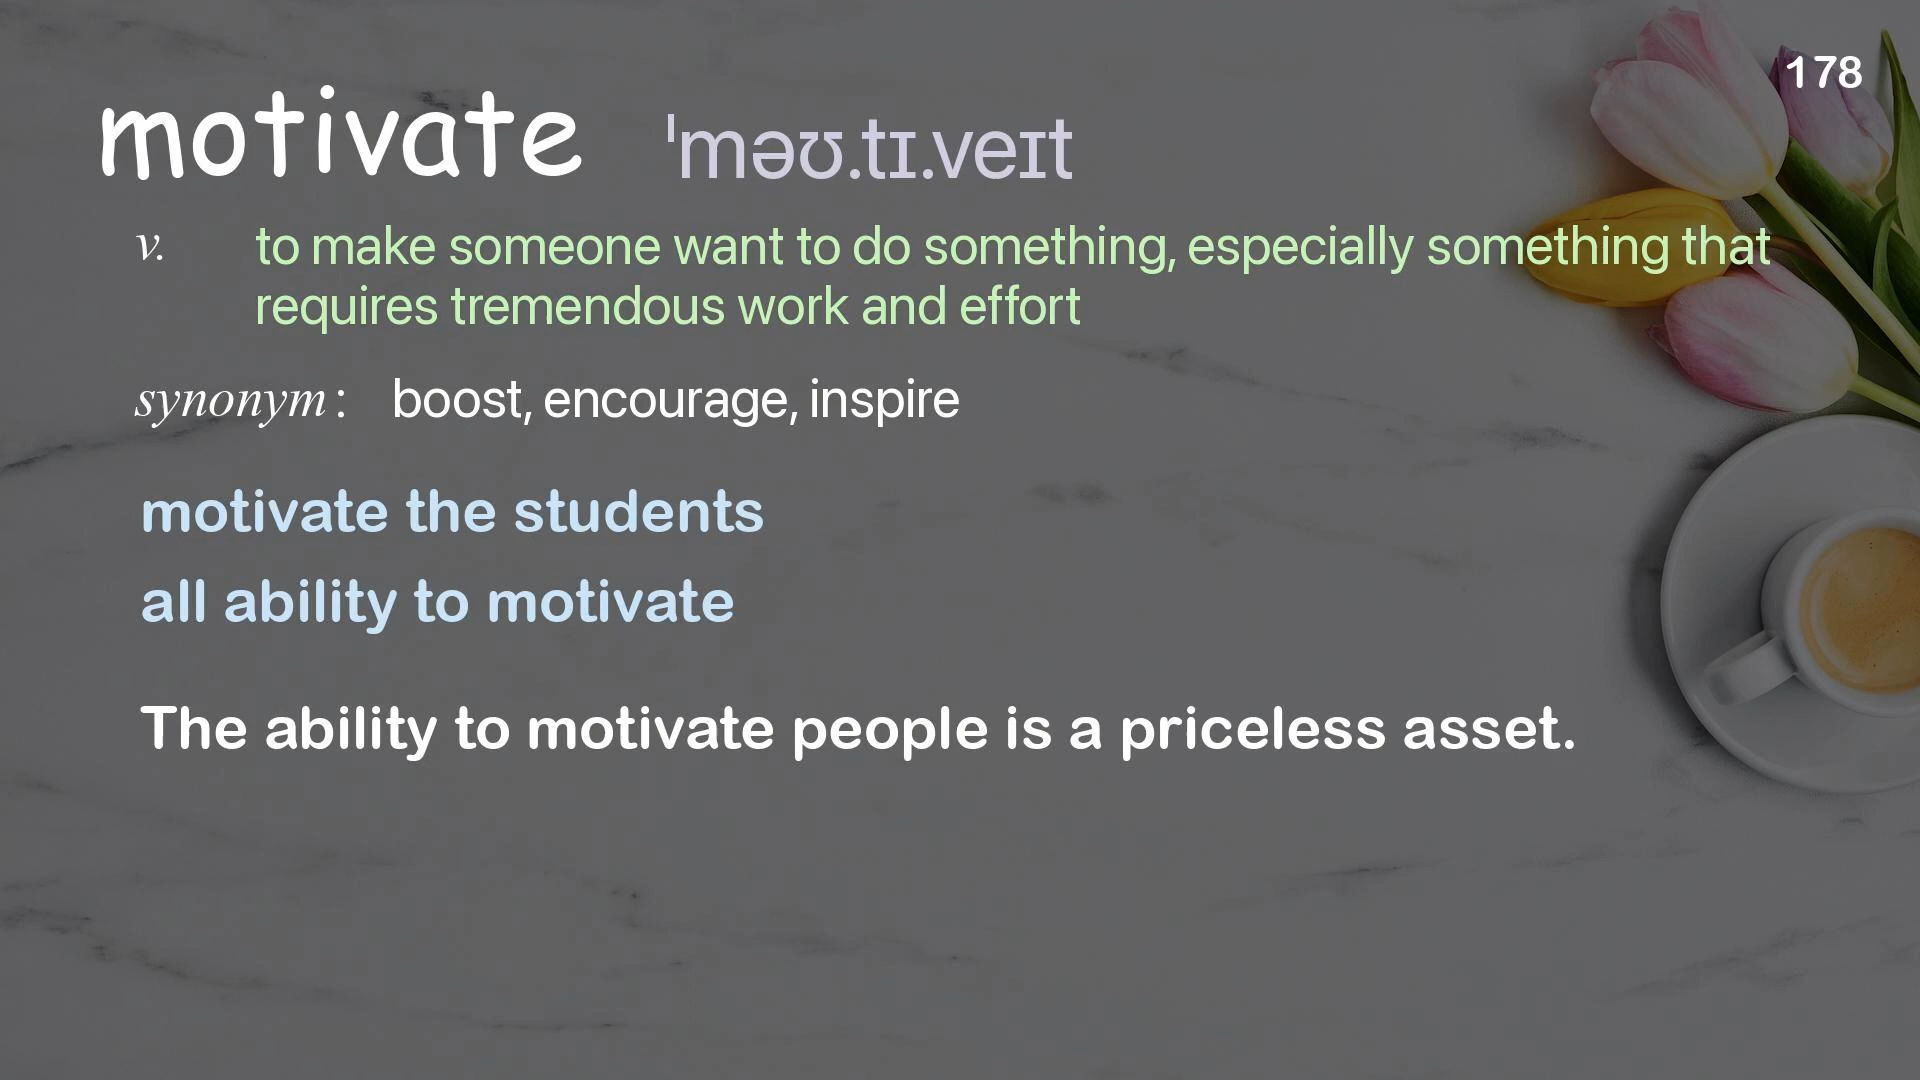 178
motivate ˈməʊ.tɪ.veɪt
v. to make someone want to do something, especially something that
requires tremendous work and effort
synonym : boost, encourage, inspire
motivate the students
all ability to motivate
The ability to motivate people is a priceless asset.